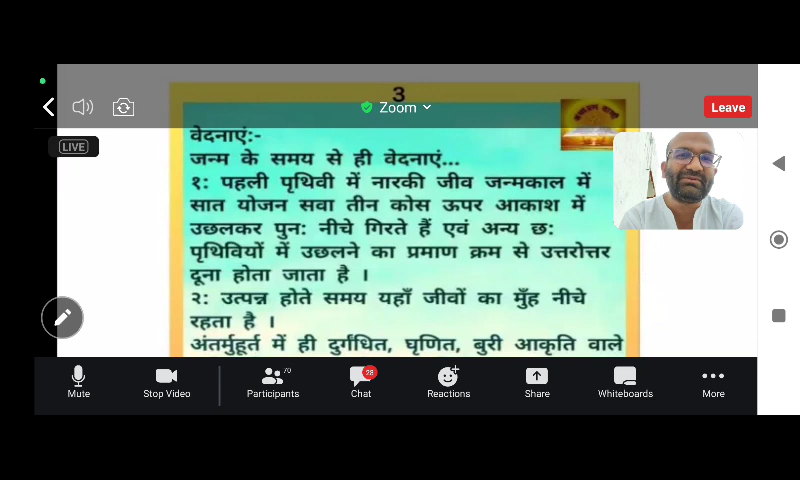 3
Zoom
Leave
LIVE
वेदनाएं:-
जन्म के समय से ही वेदनाएं...
१: पहली पृथिवी में नारकी जीव जन्मकाल में
सात योजन सवा तीन कोस ऊपर आकाश में
उछलकर पुन: नीचे गिरते हैं एवं अन्य छ:
पृथिवियों में उछलने का प्रमाण क्रम से उत्तरोत्तर
दूना होता जाता है ।
२: उत्पन्न होते समय यहाँ जीवों का मुँह नीचे
रहता है ।
अंतर्मुहूर्त में ही दुर्गंधित, घृणित, बुरी आकृति वाले
70
28
Mute
Stop Video
Participants
Chat
Reactions
Share
Whiteboards
More